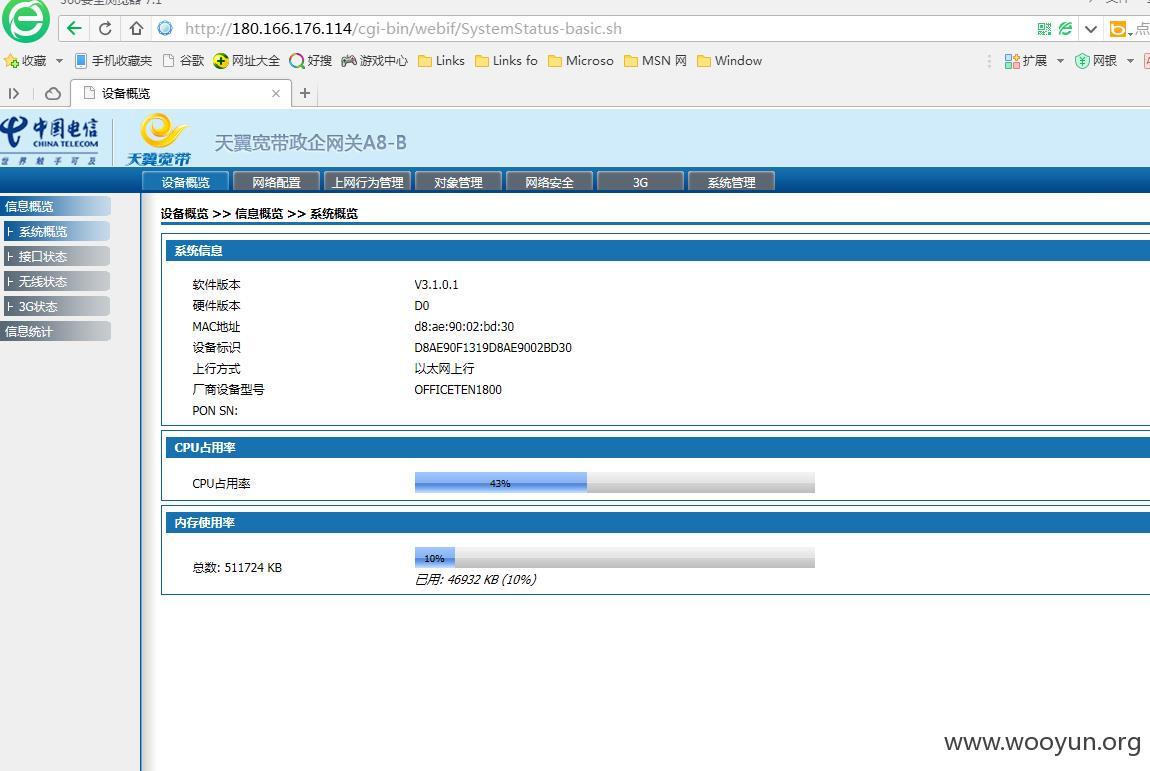 360安全浏览器 7.1
http://180.166.176.114/cgi-bin/webif/SystemStatus-basic.sh
收藏 手机收藏夹 谷歌 网址大全 好搜 游戏中心 Links Links fo Microso MSN 网 Window 扩展 网银
设备概览
中国电信
CHINA TELECOM
世界触手可及
天翼宽带
天翼宽带政企网关A8-B
设备概览 网络配置 上网行为管理 对象管理 网络安全 3G 系统管理
信息概览
系统概览
接口状态
无线状态
3G状态
信息统计
设备概览 >> 信息概览 >> 系统概览
系统信息
软件版本 V3.1.0.1
硬件版本 D0
MAC地址 d8:ae:90:02:bd:30
设备标识 D8AE90F1319D8AE9002BD30
上行方式 以太网上行
厂商设备型号 OFFICETEN1800
PON SN:
CPU占用率
CPU占用率 43%
内存使用率
10%
总数: 511724 KB
已用: 46932 KB (10%)
www.wooyun.org